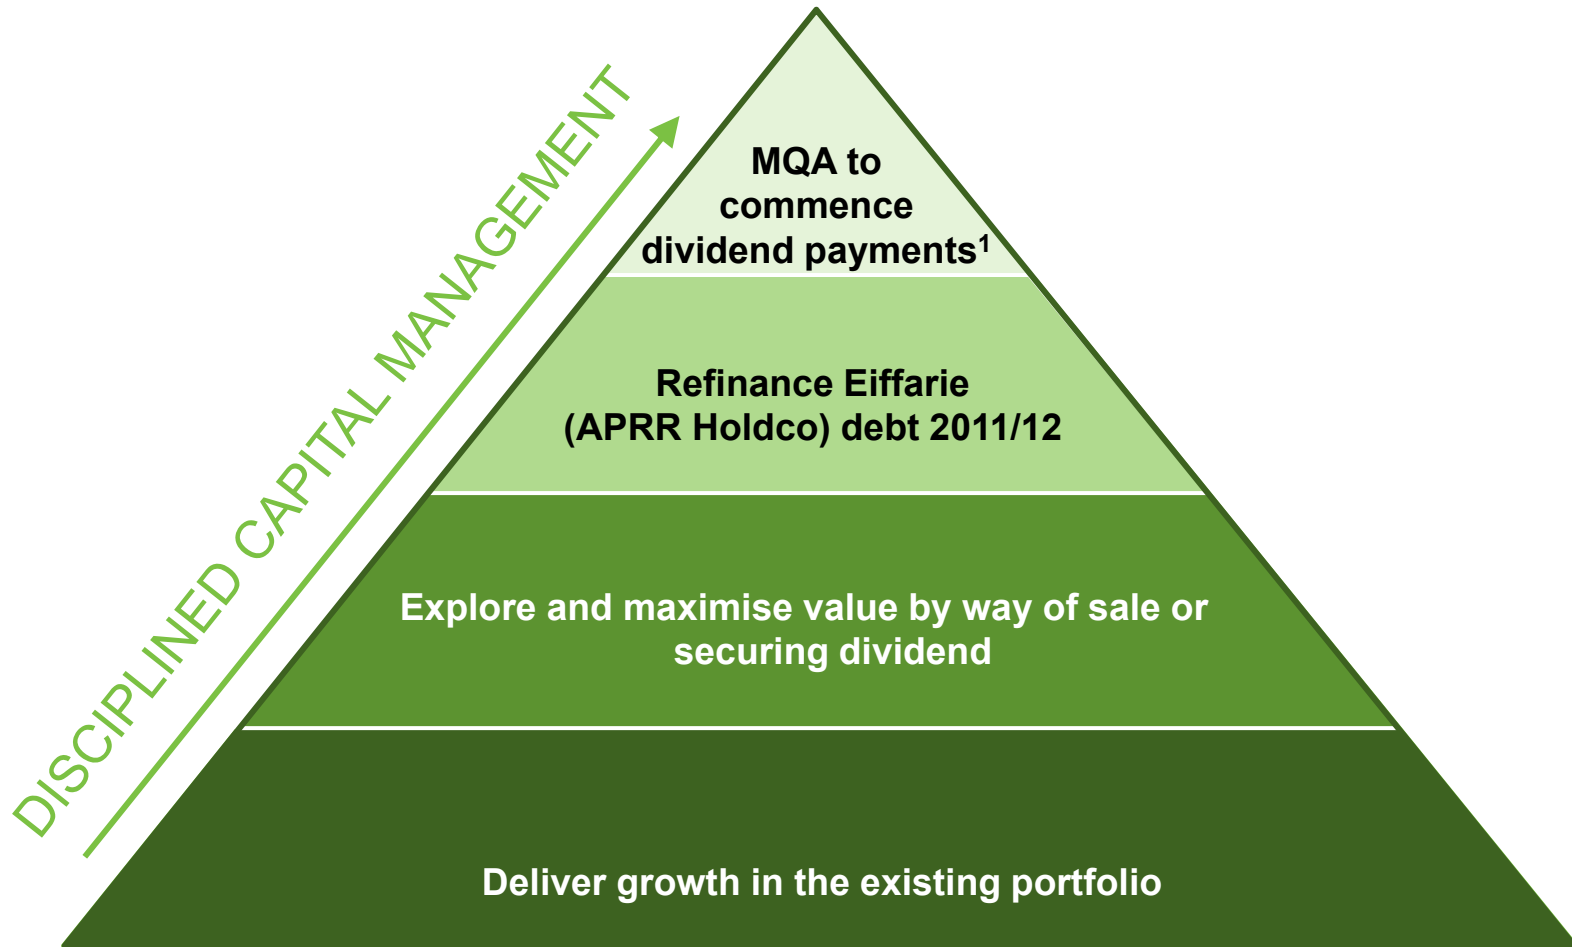 DISCIPLINED CAPITAL MANAGEMENT
MQA to
commence
dividend payments¹
Refinance Eiffarie
(APRR Holdco) debt 2011/12
Explore and maximise value by way of sale or
securing dividend
Deliver growth in the existing portfolio